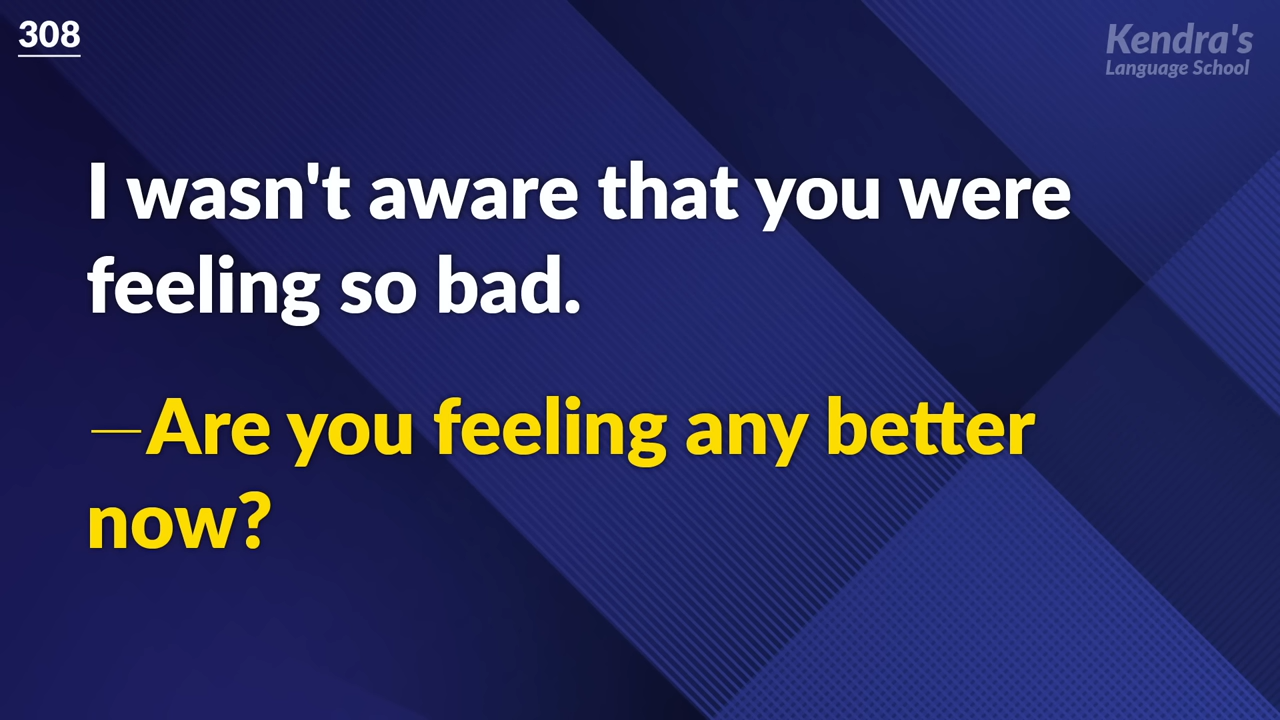 308
Kendra's
Language School
I wasn't aware that you were
feeling so bad.
—Are you feeling any better
now?